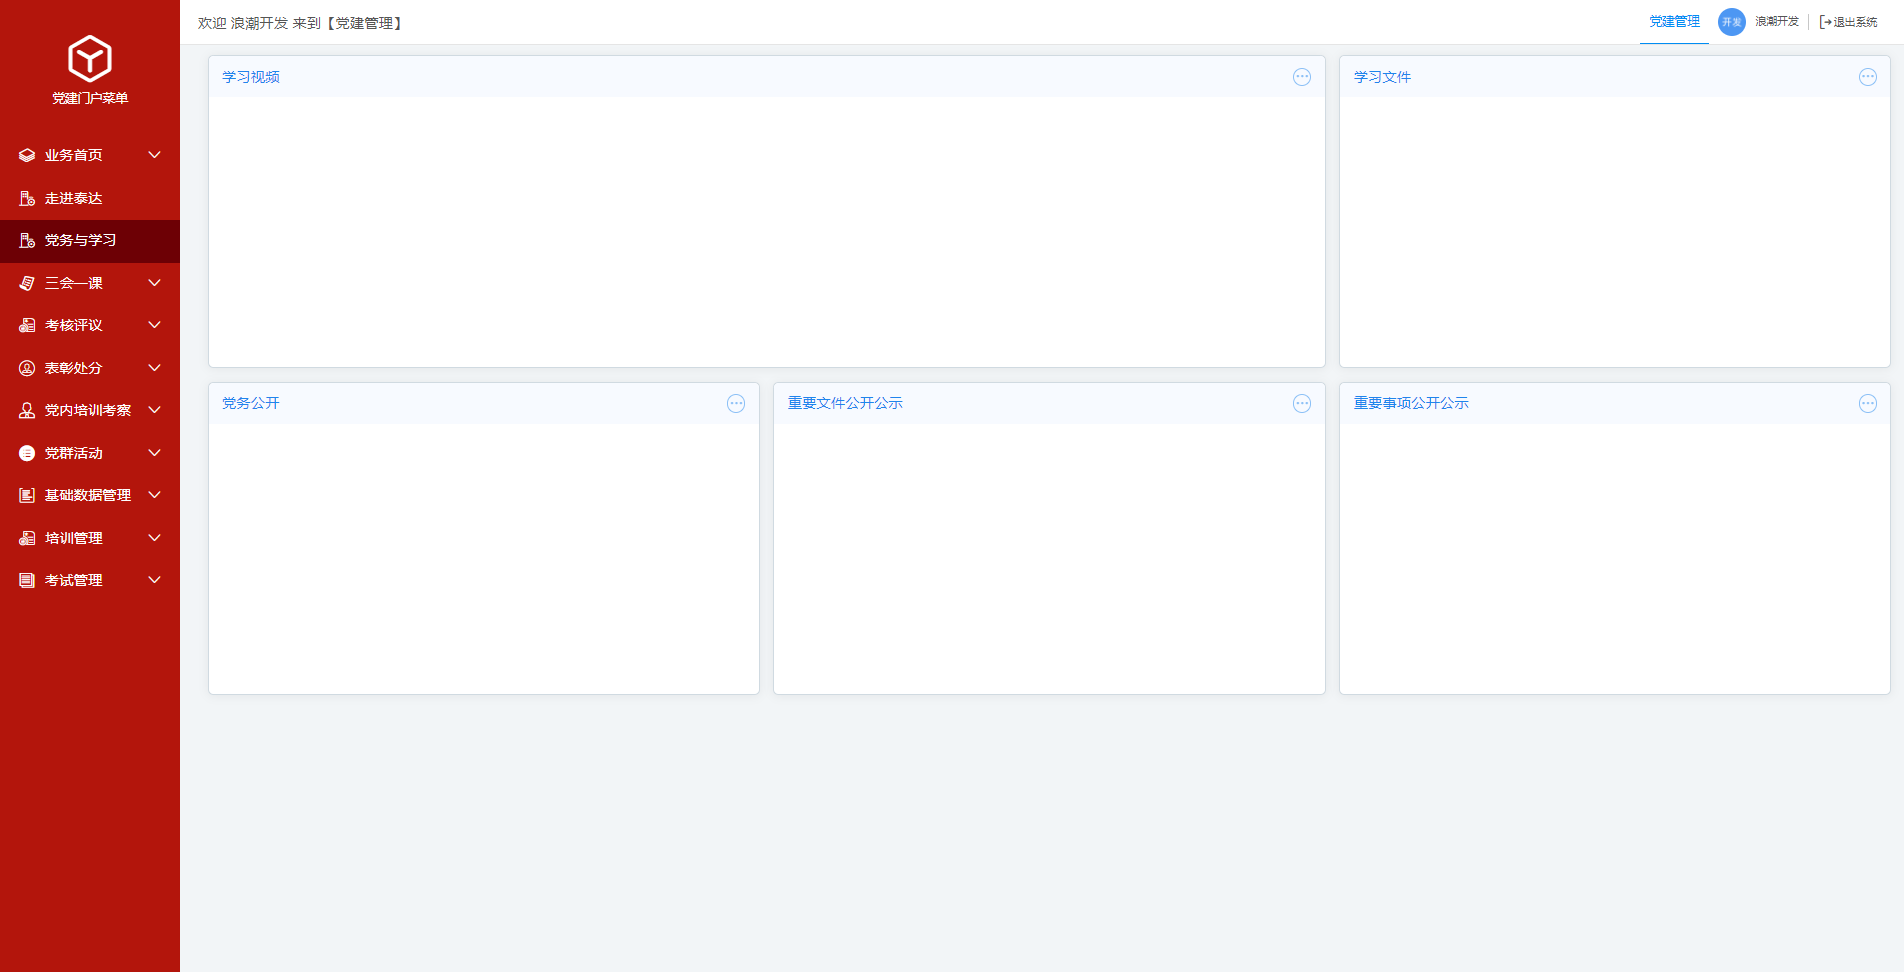 欢迎 浪潮开发 来到【党建管理】
党建管理
开发
浪潮开发
退出系统
党建门户菜单
业务首页
走进泰达
党务与学习
三会一课
考核评议
表彰处分
党内培训考察
党群活动
基础数据管理
培训管理
考试管理
学习视频
学习文件
党务公开
重要文件公开公示
重要事项公开公示